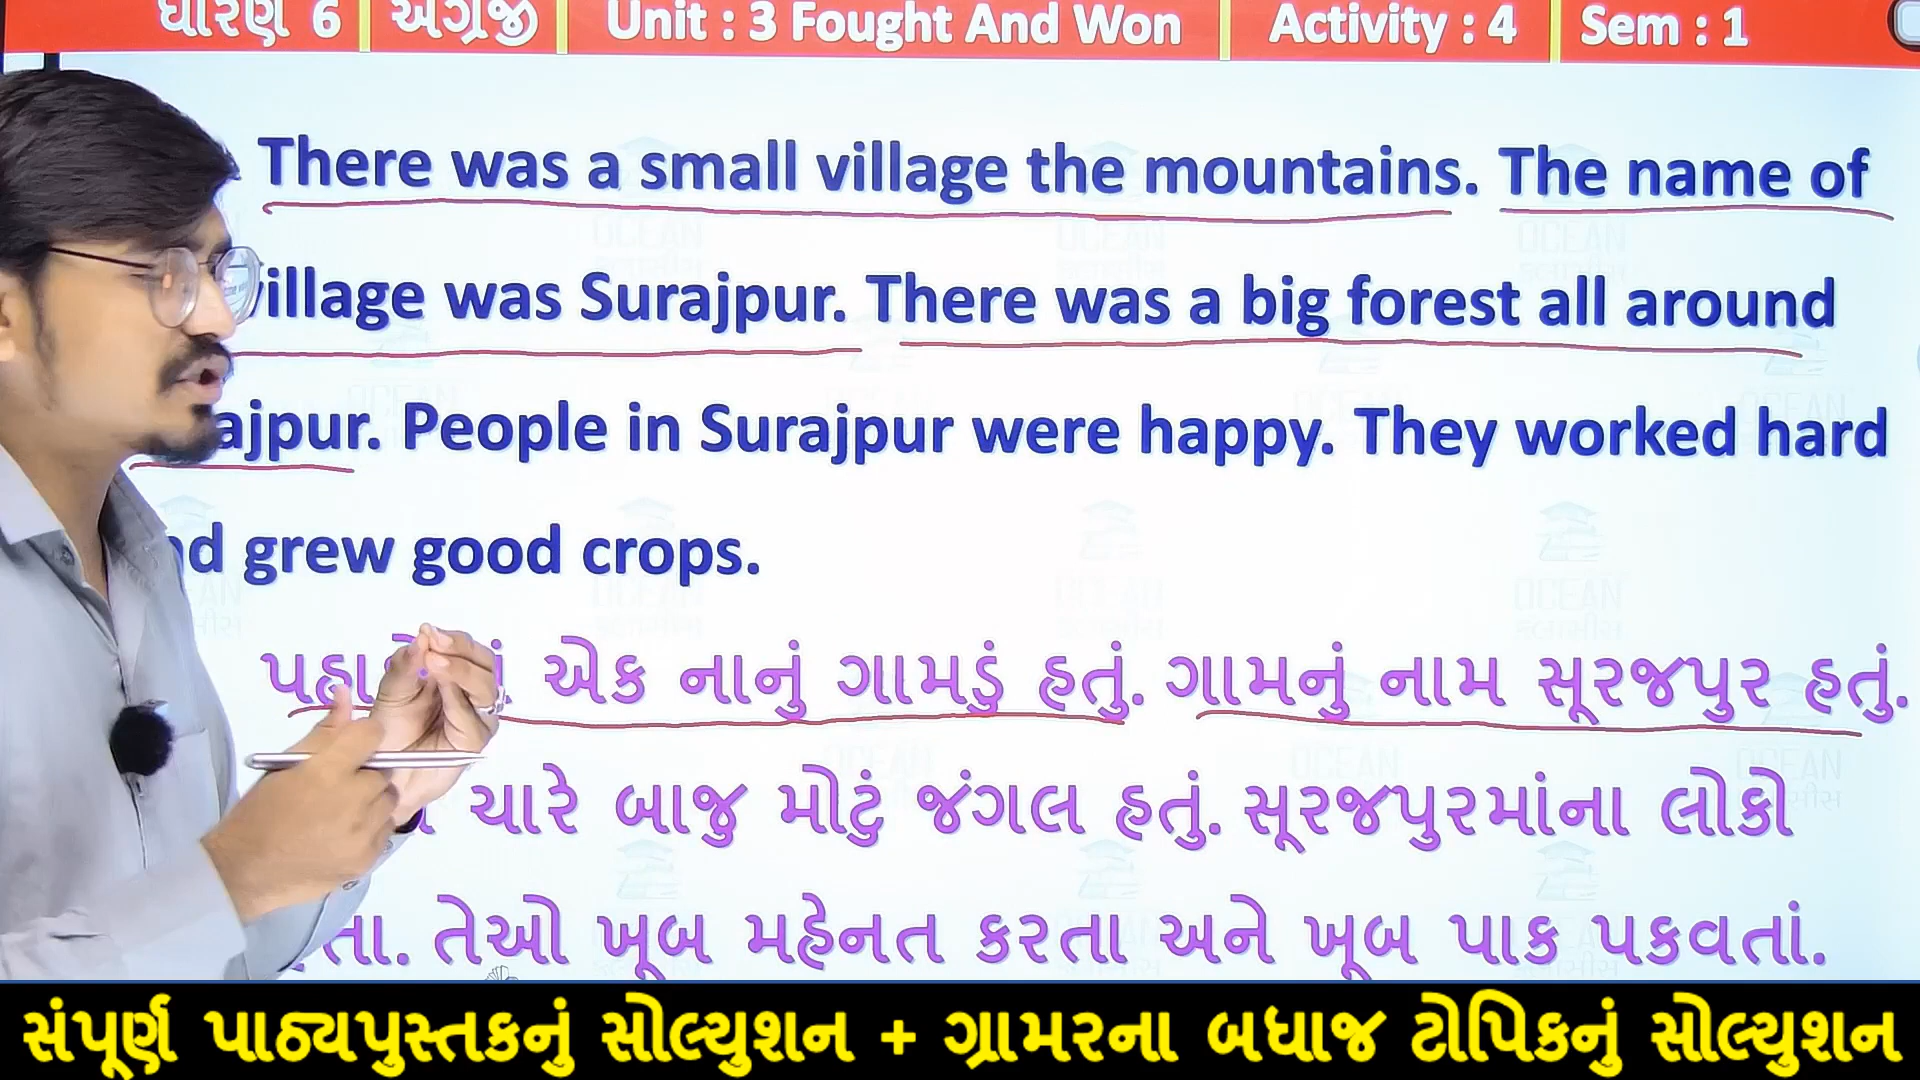 ધોરણ 6 અંગ્રેજી Unit : 3 Fought And Won Activity : 4 Sem : 1
There was a small village the mountains. The name of
village was Surajpur. There was a big forest all around
People in Surajpur were happy. They worked hard
grew good crops.
એક નાનું ગામડું હતું. ગામનું નામ સૂરજપુર હતું.
ચારે બાજુ મોટું જંગલ હતું. સૂરજપુરમાંના લોકો
તેઓ ખૂબ મહેનત કરતા અને ખૂબ પાક પકવતાં.
સંપૂર્ણ પાઠ્યપુસ્તકનું સોલ્યુશન + ગ્રામરના બધાજ ટોપિકનું સોલ્યુશન